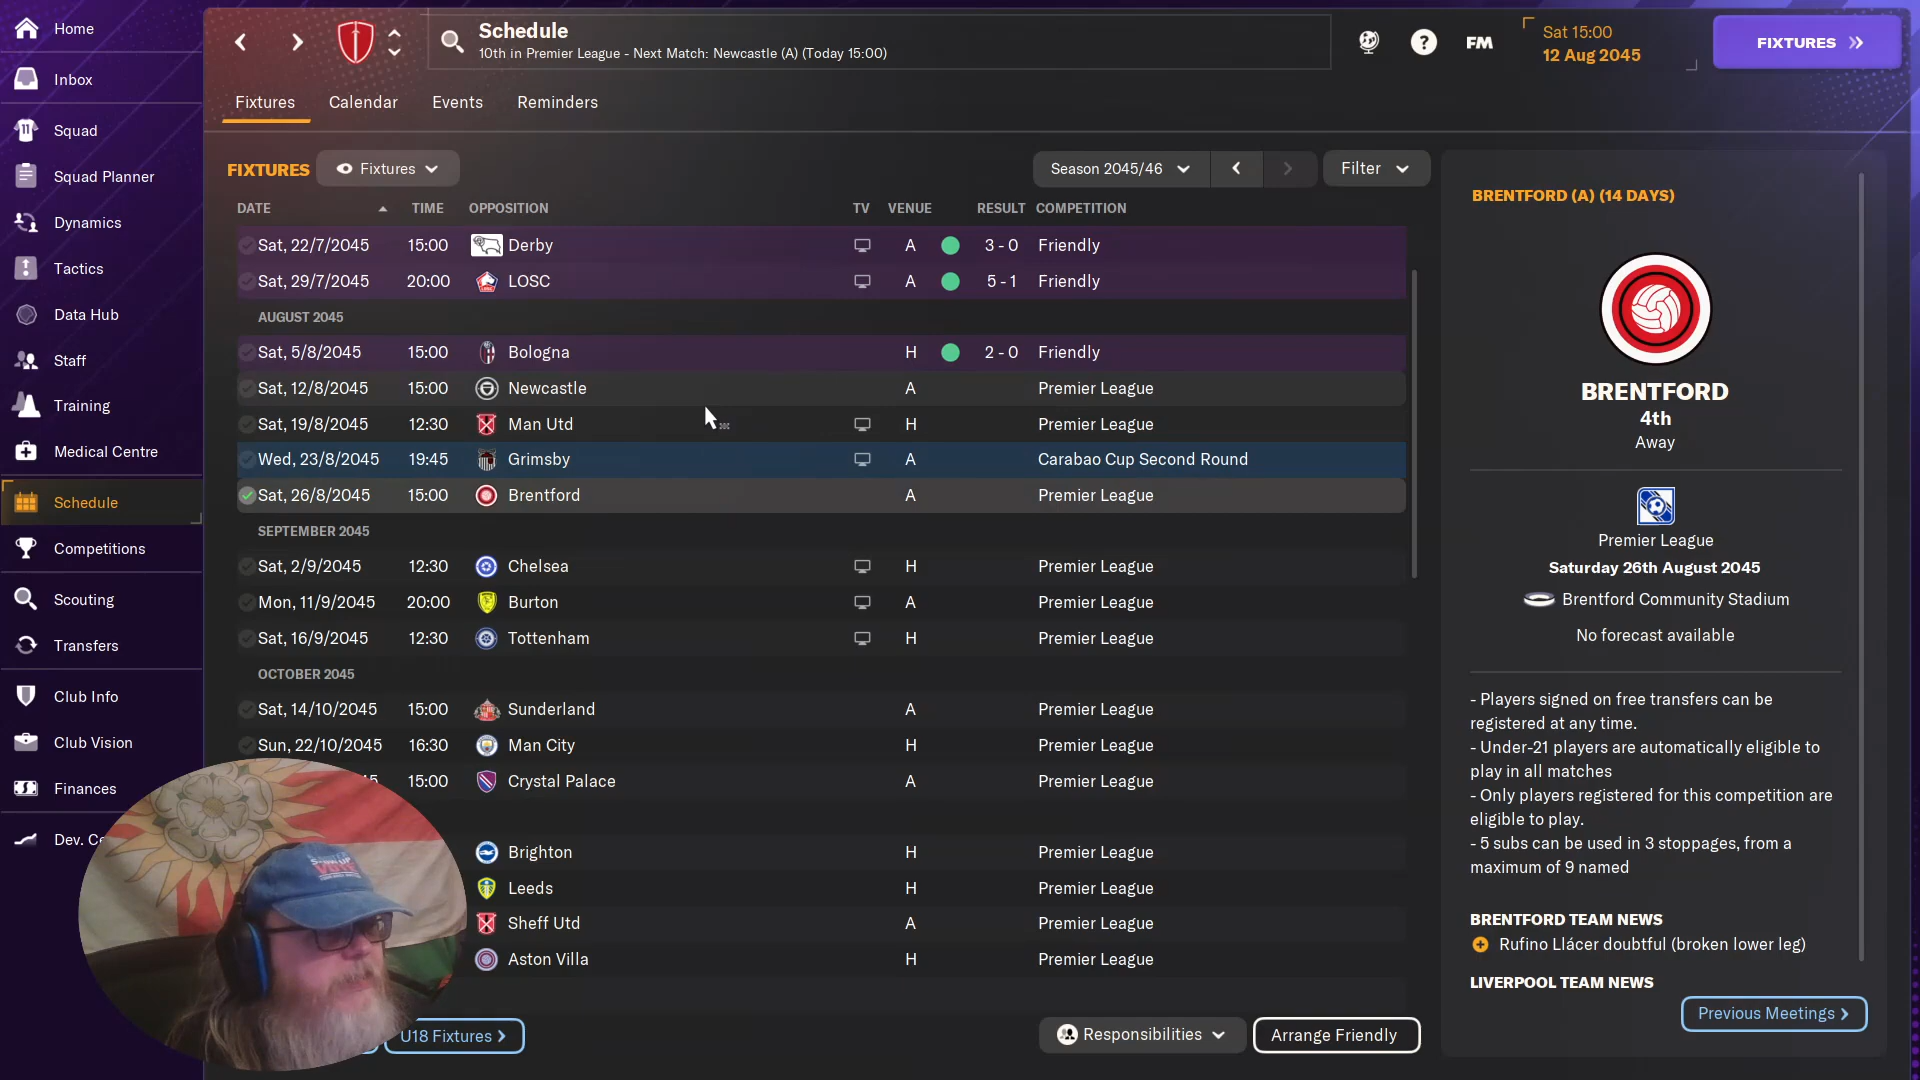 Home
Inbox
Squad
Squad Planner
Dynamics
Tactics
Data Hub
Staff
Training
Medical Centre
Schedule
Competitions
Scouting
Transfers
Club Info
Club Vision
Finances
Dev.
Schedule
10th in Premier League - Next Match: Newcastle (A) (Today 15:00)
FM
Sat 15:00
12 Aug 2045
FIXTURES
Fixtures Calendar Events Reminders
FIXTURES Fixtures Season 2045/46 Filter
DATE TIME OPPOSITION TV VENUE RESULT COMPETITION
Sat, 22/7/2045 15:00 Derby A 3 - 0 Friendly
Sat, 29/7/2045 20:00 LOSC A 5 - 1 Friendly
AUGUST 2045
Sat, 5/8/2045 15:00 Bologna H 2 - 0 Friendly
Sat, 12/8/2045 15:00 Newcastle A Premier League
Sat, 19/8/2045 12:30 Man Utd H Premier League
Wed, 23/8/2045 19:45 Grimsby A Carabao Cup Second Round
Sat, 26/8/2045 15:00 Brentford A Premier League
SEPTEMBER 2045
Sat, 2/9/2045 12:30 Chelsea H Premier League
Mon, 11/9/2045 20:00 Burton A Premier League
Sat, 16/9/2045 12:30 Tottenham H Premier League
OCTOBER 2045
Sat, 14/10/2045 15:00 Sunderland A Premier League
Sun, 22/10/2045 16:30 Man City H Premier League
15:00 Crystal Palace A Premier League
Brighton H Premier League
Leeds H Premier League
Sheff Utd A Premier League
Aston Villa H Premier League
U18 Fixtures Responsibilities Arrange Friendly
BRENTFORD (A) (14 DAYS)
BRENTFORD
4th
Away
Premier League
Saturday 26th August 2045
Brentford Community Stadium
No forecast available
- Players signed on free transfers can be
registered at any time.
- Under-21 players are automatically eligible to
play in all matches
- Only players registered for this competition are
eligible to play.
- 5 subs can be used in 3 stoppages, from a
maximum of 9 named
BRENTFORD TEAM NEWS
Rufino Llácer doubtful (broken lower leg)
LIVERPOOL TEAM NEWS
Previous Meetings
VOTE